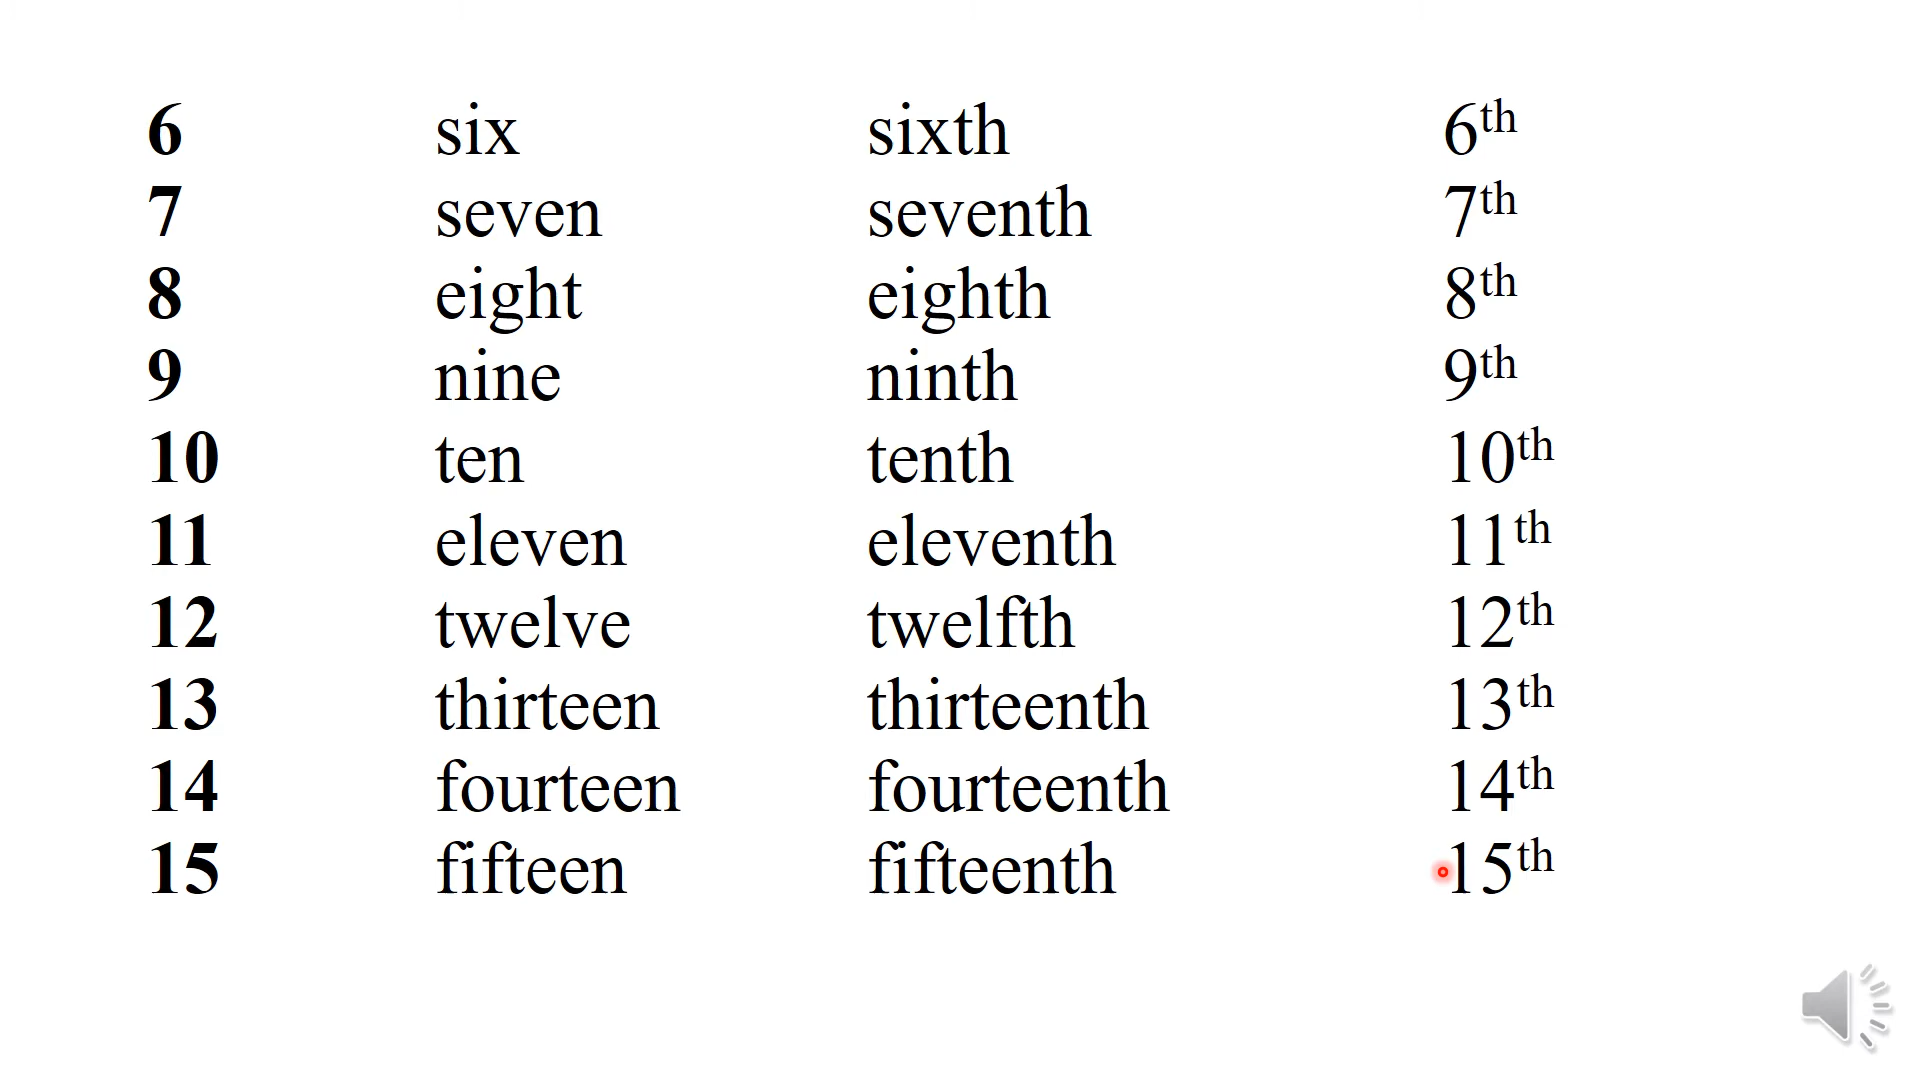 6 six sixth 6th
7 seven seventh 7th
8 eight eighth 8th
9 nine ninth 9th
10 ten tenth 10th
11 eleven eleventh 11th
12 twelve twelfth 12th
13 thirteen thirteenth 13th
14 fourteen fourteenth 14th
15 fifteen fifteenth 15th